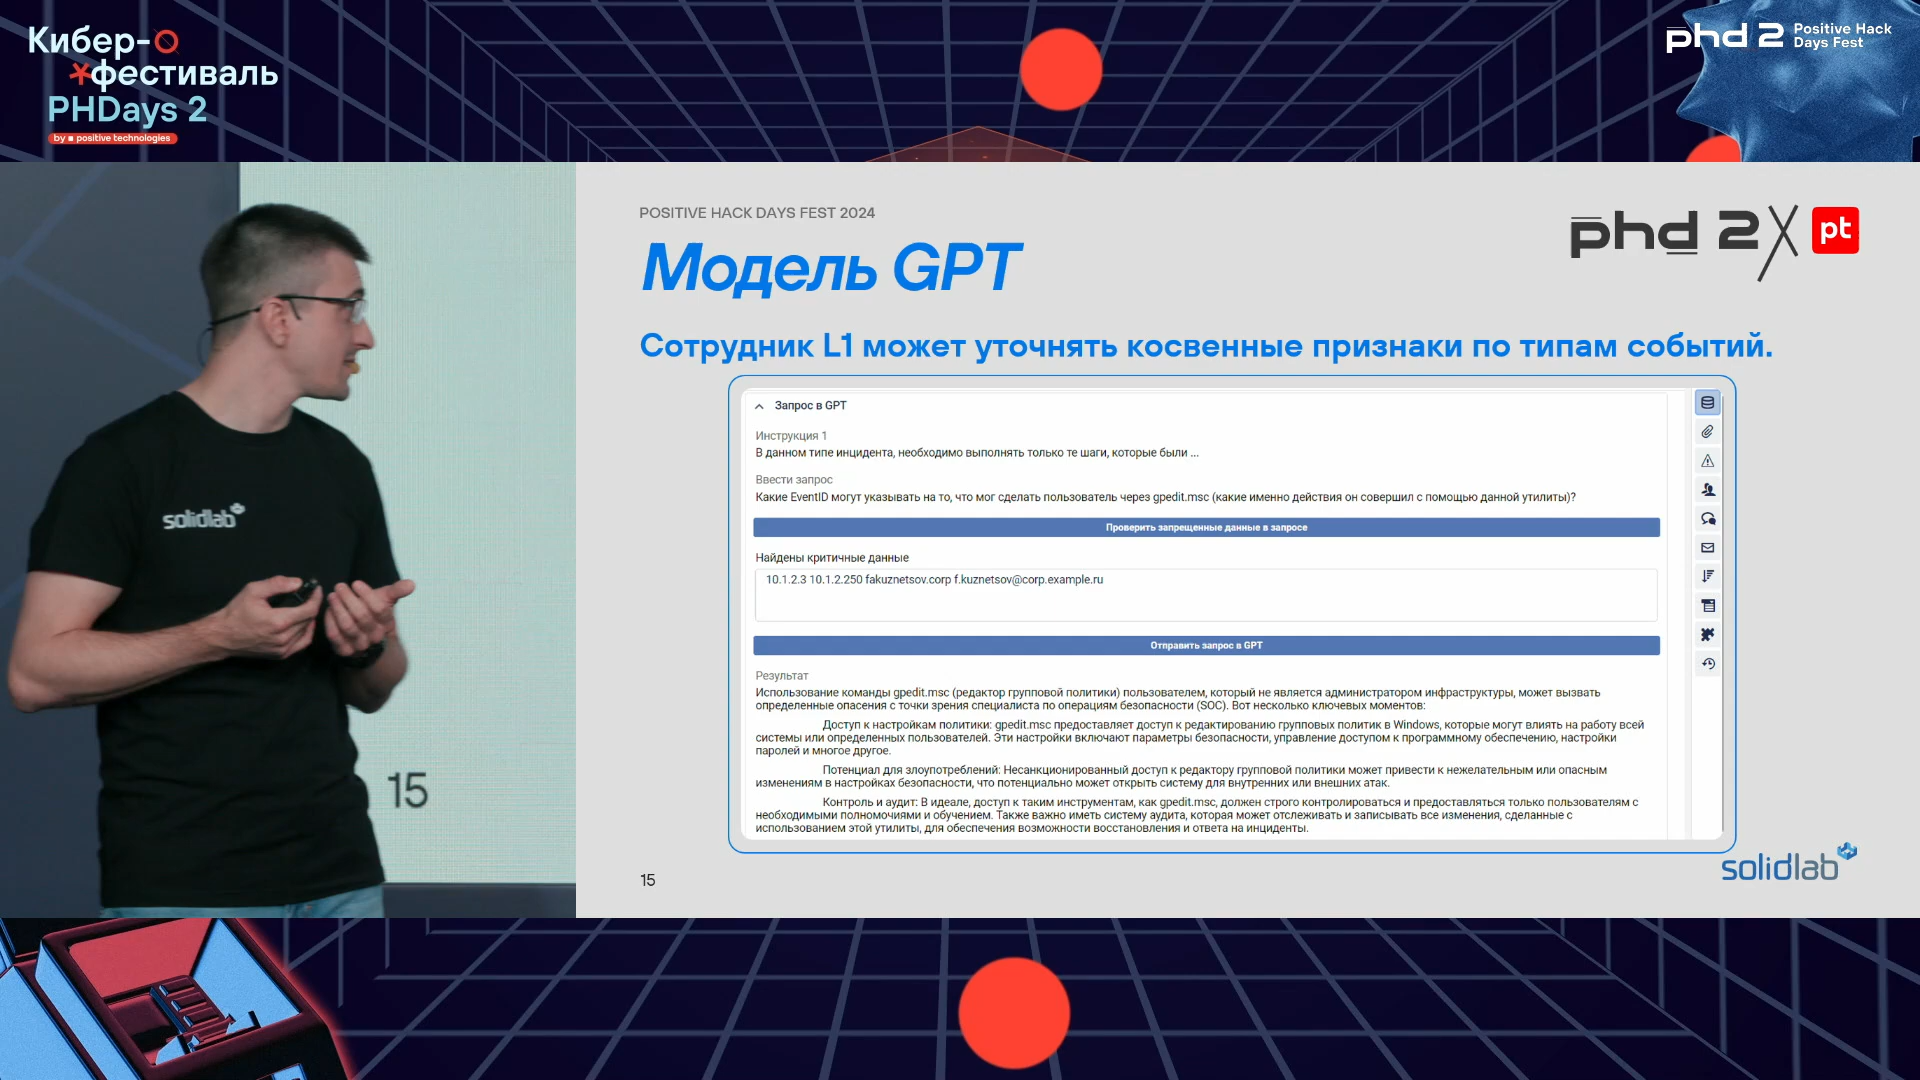 Кибер-
фестиваль
PHDays 2
by positive technologies
phd 2 Positive Hack
Days Fest
solidlab
15
POSITIVE HACK DAYS FEST 2024
phd 2 pt
Модель GPT
Сотрудник L1 может уточнять косвенные признаки по типам событий.
Запрос в GPT
Инструкция 1
В данном типе инцидента, необходимо выполнять только те шаги, которые были ...
Ввести запрос
Какие EventID могут указывать на то, что мог сделать пользователь через gpedit.msc (какие именно действия он совершил с помощью данной утилиты)?
Проверить запрещенные данные в запросе
Найдены критичные данные
10.1.2.3 10.1.2.250 fakuznetsov.corp f.kuznetsov@corp.example.ru
Отправить запрос в GPT
Результат
Использование команды gpedit.msc (редактор групповой политики) пользователем, который не является администратором инфраструктуры, может вызвать
определенные опасения с точки зрения специалиста по операциям безопасности (SOC). Вот несколько ключевых моментов:
Доступ к настройкам политики: gpedit.msc предоставляет доступ к редактированию групповых политик в Windows, которые могут влиять на работу всей
системы или определенных пользователей. Эти настройки включают параметры безопасности, управление доступом к программному обеспечению, настройки
паролей и многое другое.
Потенциал для злоупотреблений: Несанкционированный доступ к редактору групповой политики может привести к нежелательным или опасным
изменениям в настройках безопасности, что потенциально может открыть систему для внутренних или внешних атак.
Контроль и аудит: В идеале, доступ к таким инструментам, как gpedit.msc, должен строго контролироваться и предоставляться только пользователям с
необходимыми полномочиями и обучением. Также важно иметь систему аудита, которая может отслеживать и записывать все изменения, сделанные с
использованием этой утилиты, для обеспечения возможности восстановления и ответа на инциденты.
15
solidlab